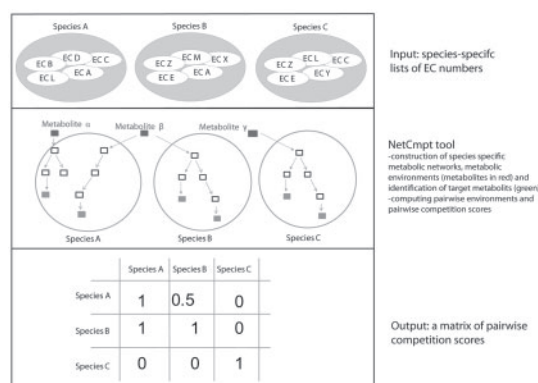 Species A Species B Species C
EC B EC D EC C EC L EC A
EC Z EC M EC X EC E EC A
EC Z EC L EC C EC E EC Y
Input: species-specifc
lists of EC numbers
Metabolite α Metabolite β Metabolite γ
Species A Species B Species C
NetCmpt tool
-construction of species specific
metabolic networks, metabolic
environments (metabolites in red) and
identification of target metabolits (green)
-computing pairwise environments and
pairwise competition scores
Species A Species B Species C
Species A 1 0.5 0
Species B 1 1 0
Species C 0 0 1
Output: a matrix of pairwise
competition scores